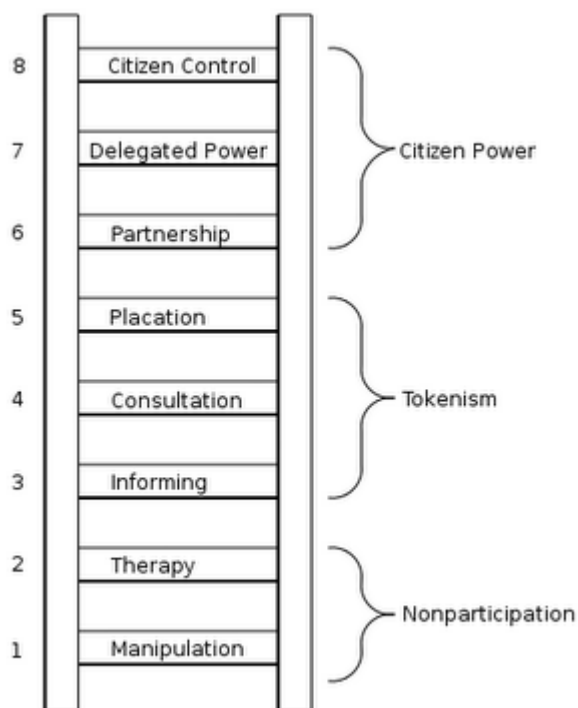 8 Citizen Control
7 Delegated Power Citizen Power
6 Partnership
5 Placation
4 Consultation Tokenism
3 Informing
2 Therapy
Nonparticipation
1 Manipulation